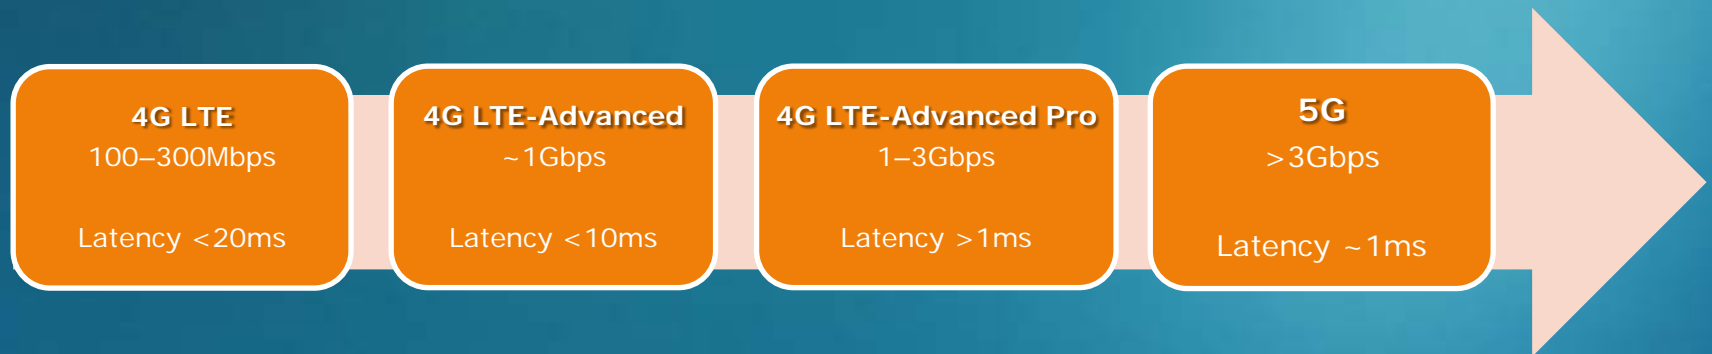 4G LTE
100–300Mbps
Latency <20ms
4G LTE-Advanced
~1Gbps
Latency <10ms
4G LTE-Advanced Pro
1–3Gbps
Latency >1ms
5G
>3Gbps
Latency ~1ms